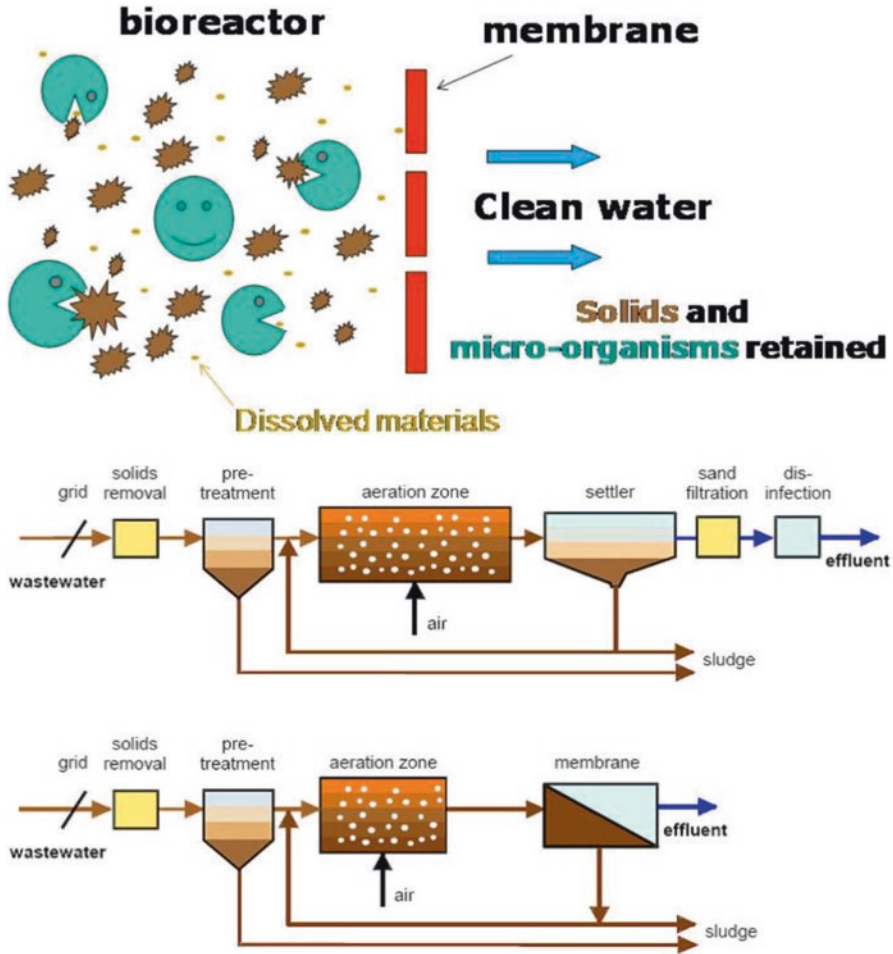 bioreactor
membrane
Clean water
Solids and
micro-organisms retained
Dissolved materials
grid
solids
removal
pre-
treatment
aeration zone
settler
sand
filtration
dis-
infection
wastewater
effluent
air
sludge
grid
solids
removal
pre-
treatment
aeration zone
membrane
wastewater
effluent
air
sludge